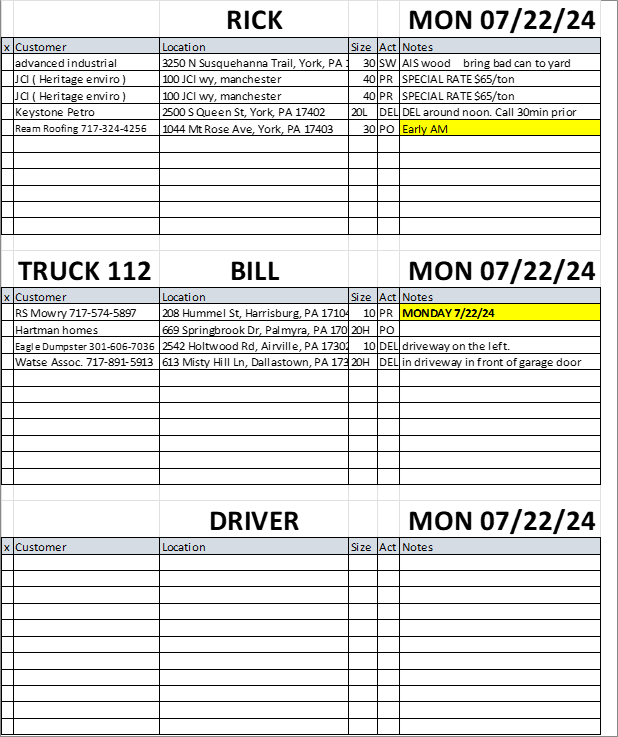 RICK MON 07/22/24
x Customer Location Size Act Notes
advanced industrial 3250 N Susquehanna Trail, York, PA 1 30 SW AIS wood bring bad can to yard
JCI ( Heritage enviro ) 100 JCI wy, manchester 40 PR SPECIAL RATE $65/ton
JCI ( Heritage enviro ) 100 JCI wy, manchester 40 PR SPECIAL RATE $65/ton
Keystone Petro 2500 S Queen St, York, PA 17402 20L DEL DEL around noon. Call 30min prior
Ream Roofing 717-324-4256 1044 Mt Rose Ave, York, PA 17403 30 PO Early AM
TRUCK 112 BILL MON 07/22/24
x Customer Location Size Act Notes
RS Mowry 717-574-5897 208 Hummel St, Harrisburg, PA 17104 10 PR MONDAY 7/22/24
Hartman homes 669 Springbrook Dr, Palmyra, PA 170 20H PO
Eagle Dumpster 301-606-7036 2542 Holtwood Rd, Airville, PA 17302 10 DEL driveway on the left.
Watse Assoc. 717-891-5913 613 Misty Hill Ln, Dallastown, PA 173 20H DEL in driveway in front of garage door
DRIVER MON 07/22/24
x Customer Location Size Act Notes